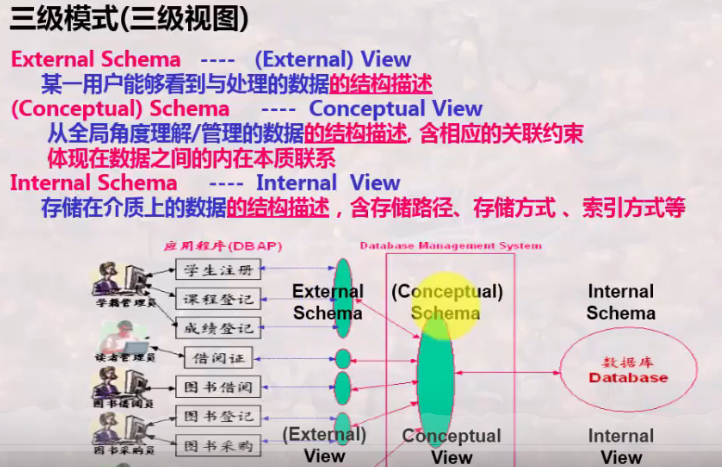 三级模式(三级视图)
External Schema ---- (External) View
某一用户能够看到与处理的数据的结构描述
(Conceptual) Schema ---- Conceptual View
从全局角度理解/管理的数据的结构描述, 含相应的关联约束
体现在数据之间的内在本质联系
Internal Schema ---- Internal View
存储在介质上的数据的结构描述，含存储路径、存储方式 、索引方式等
应用程序(DBAP)
Database Management System
学籍管理员
学生注册
课程登记
成绩登记
External
Schema
(Conceptual)
Schema
Internal
Schema
读者管理员
借阅证
数据库
Database
图书借阅员
图书借阅
图书采购员
图书登记
图书采购
(External)
View
Conceptual
View
Internal
View